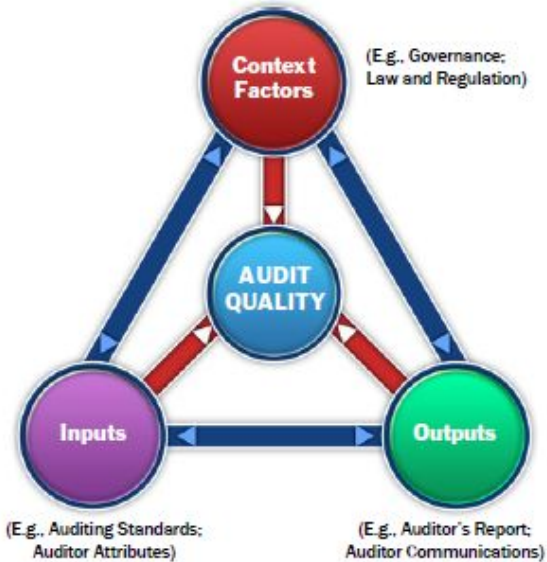 Context
Factors
(E.g., Governance;
Law and Regulation)
AUDIT
QUALITY
Inputs
Outputs
(E.g., Auditing Standards;
Auditor Attributes)
(E.g., Auditor's Report;
Auditor Communications)